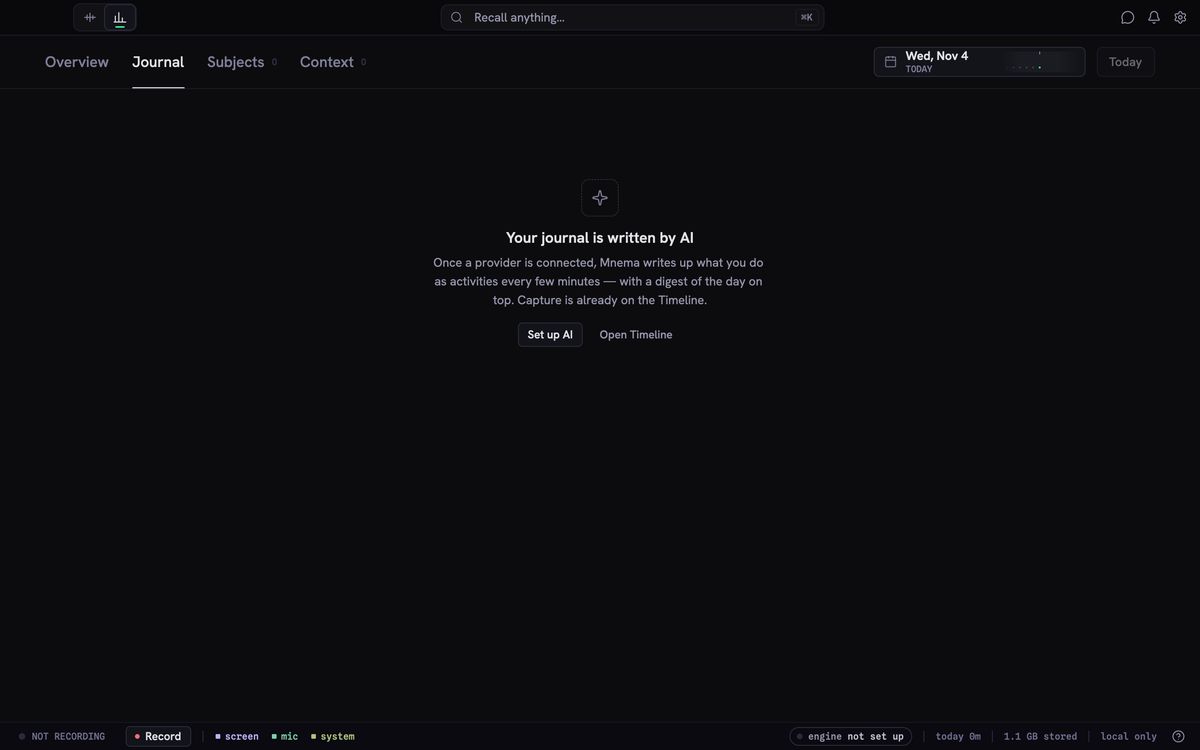 Recall anything...
⌘K
Overview
Journal
Subjects 0
Context 0
Wed, Nov 4
TODAY
Today
Your journal is written by AI
Once a provider is connected, Mnema writes up what you do
as activities every few minutes — with a digest of the day on
top. Capture is already on the Timeline.
Set up AI
Open Timeline
NOT RECORDING
Record
screen
mic
system
engine not set up
today 0m
1.1 GB stored
local only
?